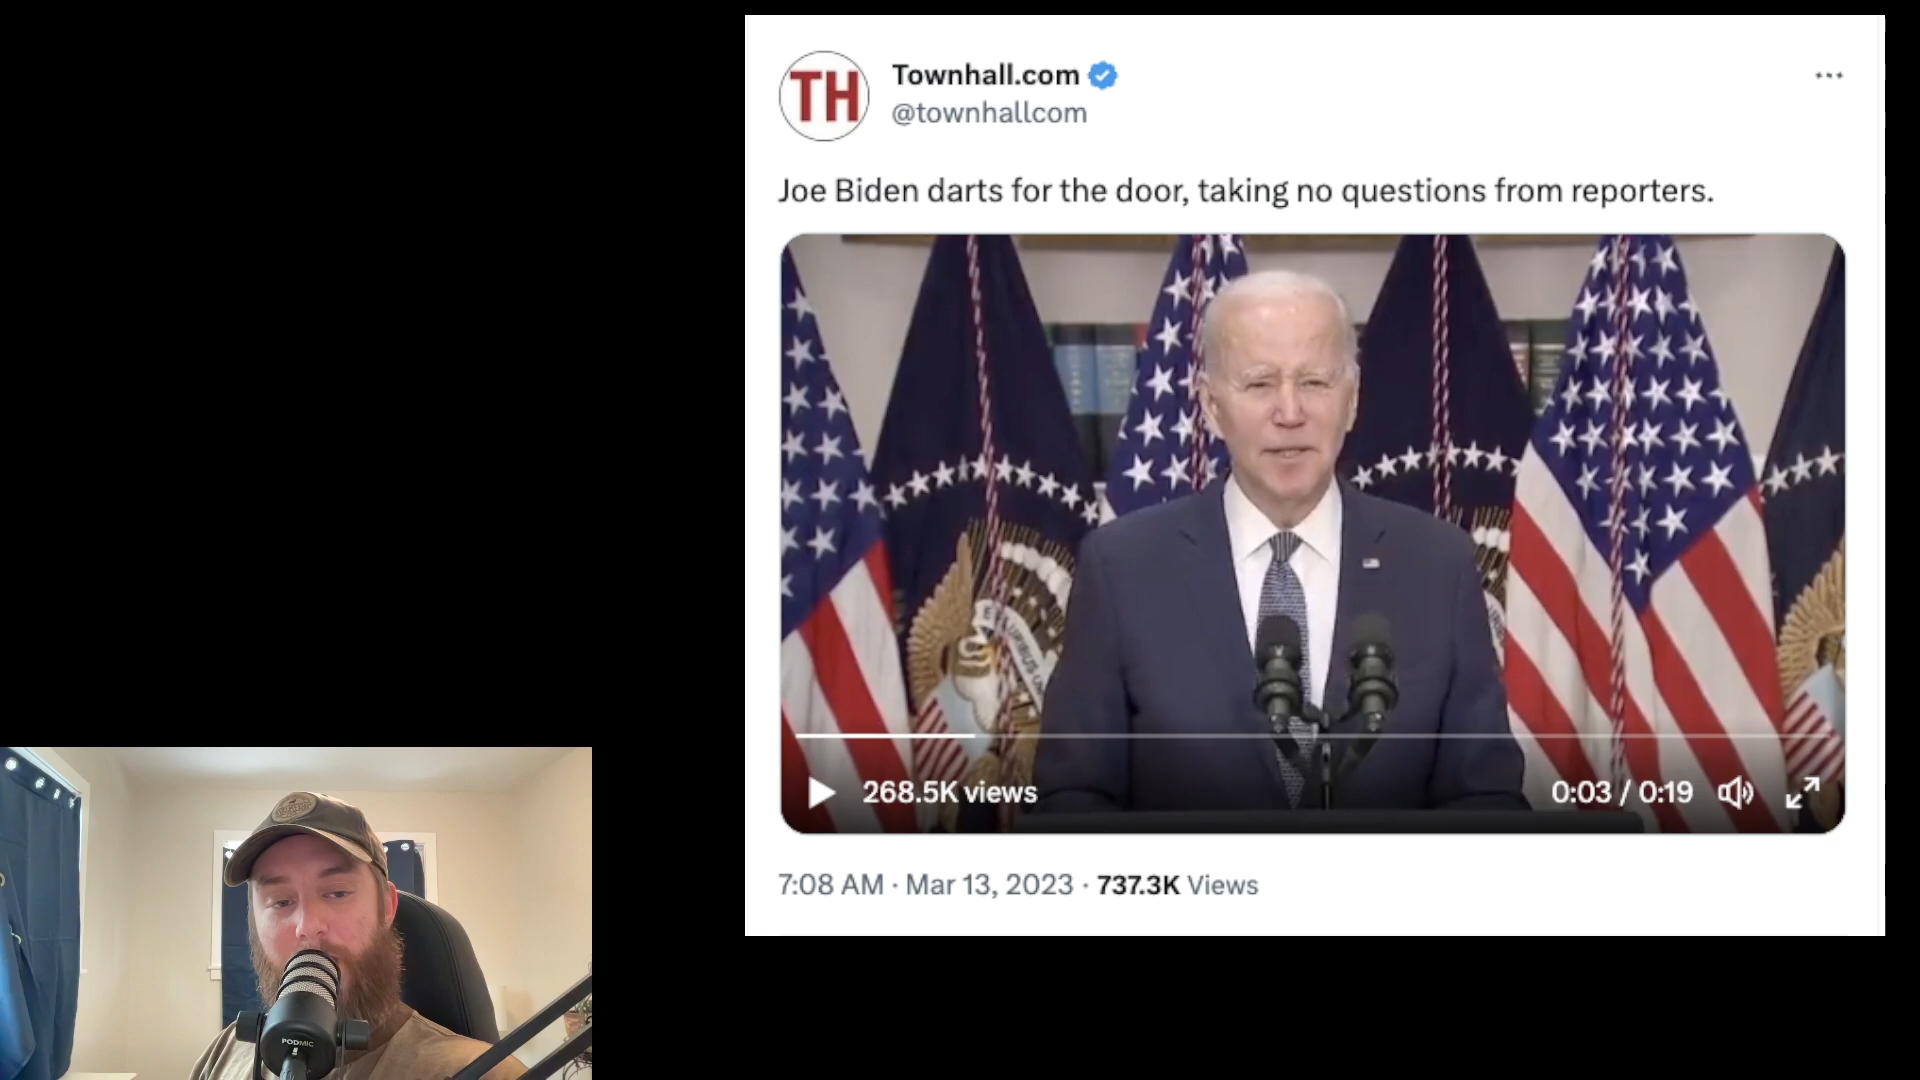 TH
Townhall.com
@townhallcom
Joe Biden darts for the door, taking no questions from reporters.
268.5K views
0:03 / 0:19
7:08 AM · Mar 13, 2023 · 737.3K Views
PODMIC